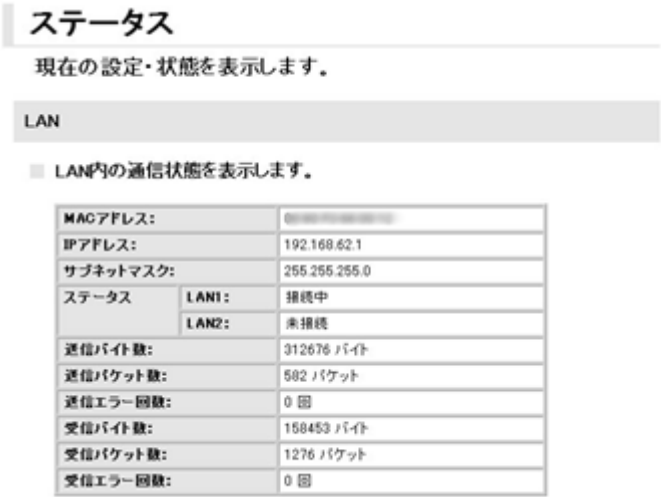 ステータス
現在の設定・状態を表示します。
LAN
LAN内の通信状態を表示します。
MACアドレス:
IPアドレス: 192.168.62.1
サブネットマスク: 255.255.255.0
ステータス LAN1: 接続中
LAN2: 未接続
送信バイト数: 312676 バイト
送信パケット数: 582 パケット
送信エラー回数: 0 回
受信バイト数: 158453 バイト
受信パケット数: 1276 パケット
受信エラー回数: 0 回